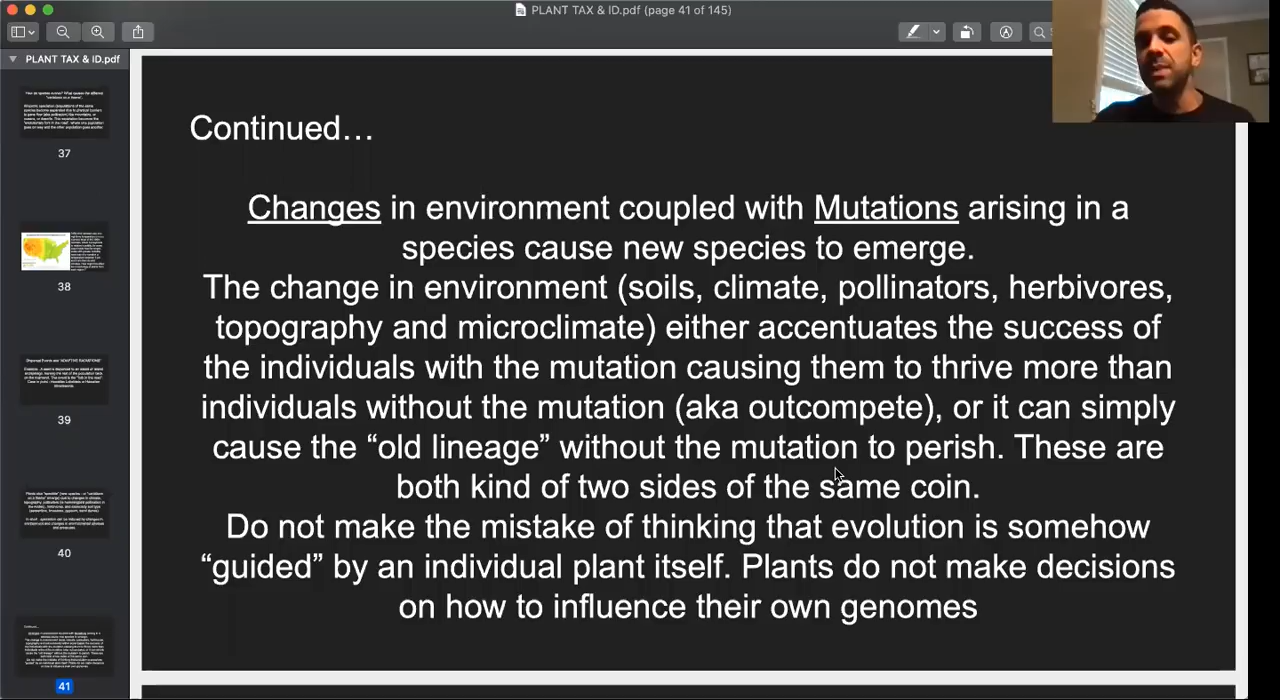 PLANT TAX & ID.pdf (page 41 of 145)
PLANT TAX & ID.pdf
37
38
39
40
41
Continued…
Changes in environment coupled with Mutations arising in a
species cause new species to emerge.
The change in environment (soils, climate, pollinators, herbivores,
topography and microclimate) either accentuates the success of
the individuals with the mutation causing them to thrive more than
individuals without the mutation (aka outcompete), or it can simply
cause the “old lineage” without the mutation to perish. These are
both kind of two sides of the same coin.
Do not make the mistake of thinking that evolution is somehow
“guided” by an individual plant itself. Plants do not make decisions
on how to influence their own genomes